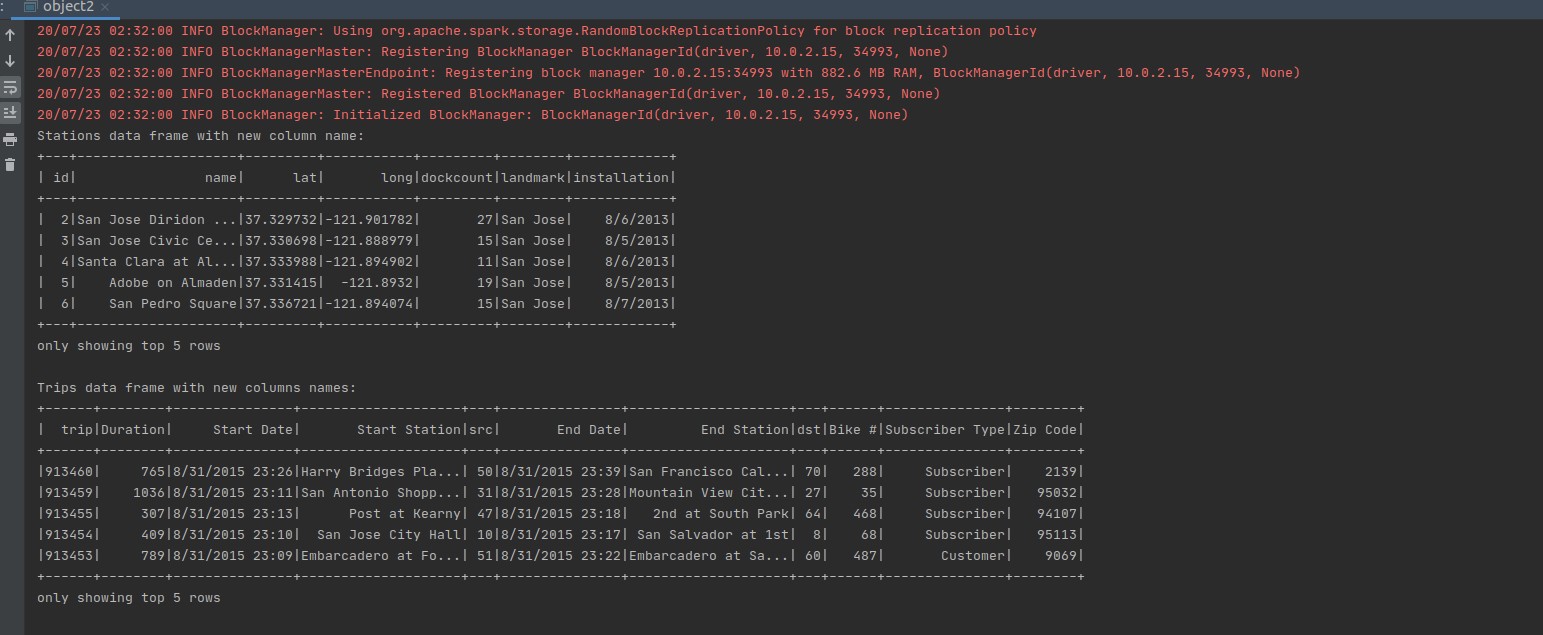 : object2 ×
20/07/23 02:32:00 INFO BlockManager: Using org.apache.spark.storage.RandomBlockReplicationPolicy for block replication policy
20/07/23 02:32:00 INFO BlockManagerMaster: Registering BlockManager BlockManagerId(driver, 10.0.2.15, 34993, None)
20/07/23 02:32:00 INFO BlockManagerMasterEndpoint: Registering block manager 10.0.2.15:34993 with 882.6 MB RAM, BlockManagerId(driver, 10.0.2.15, 34993, None)
20/07/23 02:32:00 INFO BlockManagerMaster: Registered BlockManager BlockManagerId(driver, 10.0.2.15, 34993, None)
20/07/23 02:32:00 INFO BlockManager: Initialized BlockManager: BlockManagerId(driver, 10.0.2.15, 34993, None)
Stations data frame with new column name:
+---+--------------------+---------+-----------+---------+--------+------------+
| id|                name|      lat|       long|dockcount|landmark|installation|
+---+--------------------+---------+-----------+---------+--------+------------+
|  2|San Jose Diridon ...|37.329732|-121.901782|       27|San Jose|    8/6/2013|
|  3|San Jose Civic Ce...|37.330698|-121.888979|       15|San Jose|    8/5/2013|
|  4|Santa Clara at Al...|37.333988|-121.894902|       11|San Jose|    8/6/2013|
|  5|    Adobe on Almaden|37.331415|  -121.8932|       19|San Jose|    8/5/2013|
|  6|    San Pedro Square|37.336721|-121.894074|       15|San Jose|    8/7/2013|
+---+--------------------+---------+-----------+---------+--------+------------+
only showing top 5 rows
Trips data frame with new columns names:
+------+--------+---------------+--------------------+---+---------------+--------------------+---+------+---------------+--------+
|  trip|Duration|     Start Date|       Start Station|src|       End Date|         End Station|dst|Bike #|Subscriber Type|Zip Code|
+------+--------+---------------+--------------------+---+---------------+--------------------+---+------+---------------+--------+
|913460|     765|8/31/2015 23:26|Harry Bridges Pla...| 50|8/31/2015 23:39|San Francisco Cal...| 70|   288|     Subscriber|    2139|
|913459|    1036|8/31/2015 23:11|San Antonio Shopp...| 31|8/31/2015 23:28|Mountain View Cit...| 27|    35|     Subscriber|   95032|
|913455|     307|8/31/2015 23:13|      Post at Kearny| 47|8/31/2015 23:18|   2nd at South Park| 64|   468|     Subscriber|   94107|
|913454|     409|8/31/2015 23:10|  San Jose City Hall| 10|8/31/2015 23:17| San Salvador at 1st|  8|    68|     Subscriber|   95113|
|913453|     789|8/31/2015 23:09|Embarcadero at Fo...| 51|8/31/2015 23:22|Embarcadero at Sa...| 60|   487|       Customer|    9069|
+------+--------+---------------+--------------------+---+---------------+--------------------+---+------+---------------+--------+
only showing top 5 rows